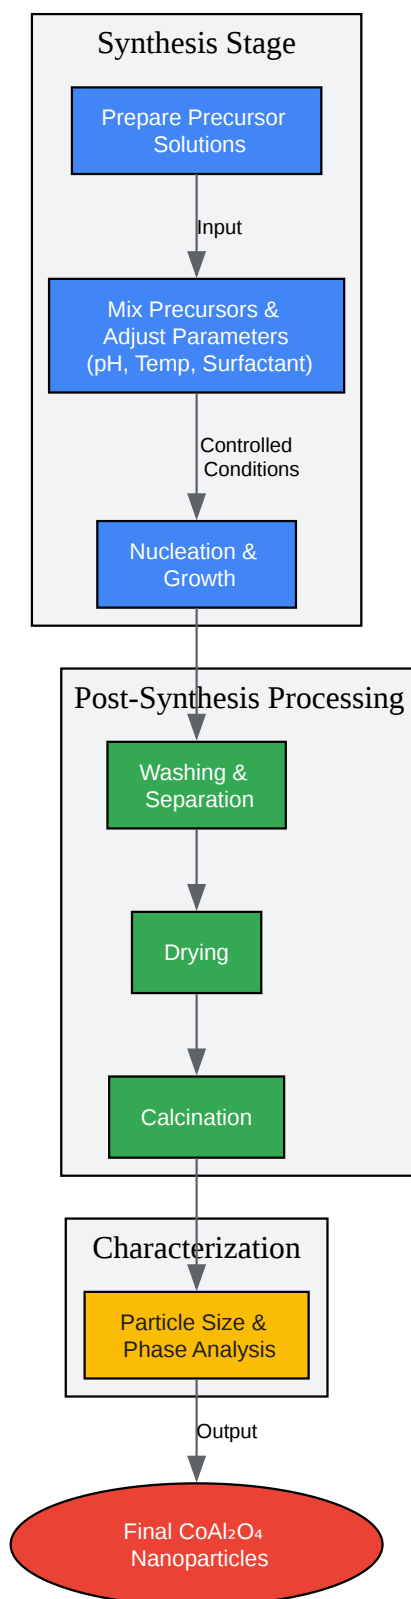 Synthesis Stage
Prepare Precursor
Solutions
Input
Mix Precursors &
Adjust Parameters
(pH, Temp, Surfactant)
Controlled
Conditions
Nucleation &
Growth
Post-Synthesis Processing
Washing &
Separation
Drying
Calcination
Characterization
Particle Size &
Phase Analysis
Output
Final CoAl₂O₄
Nanoparticles